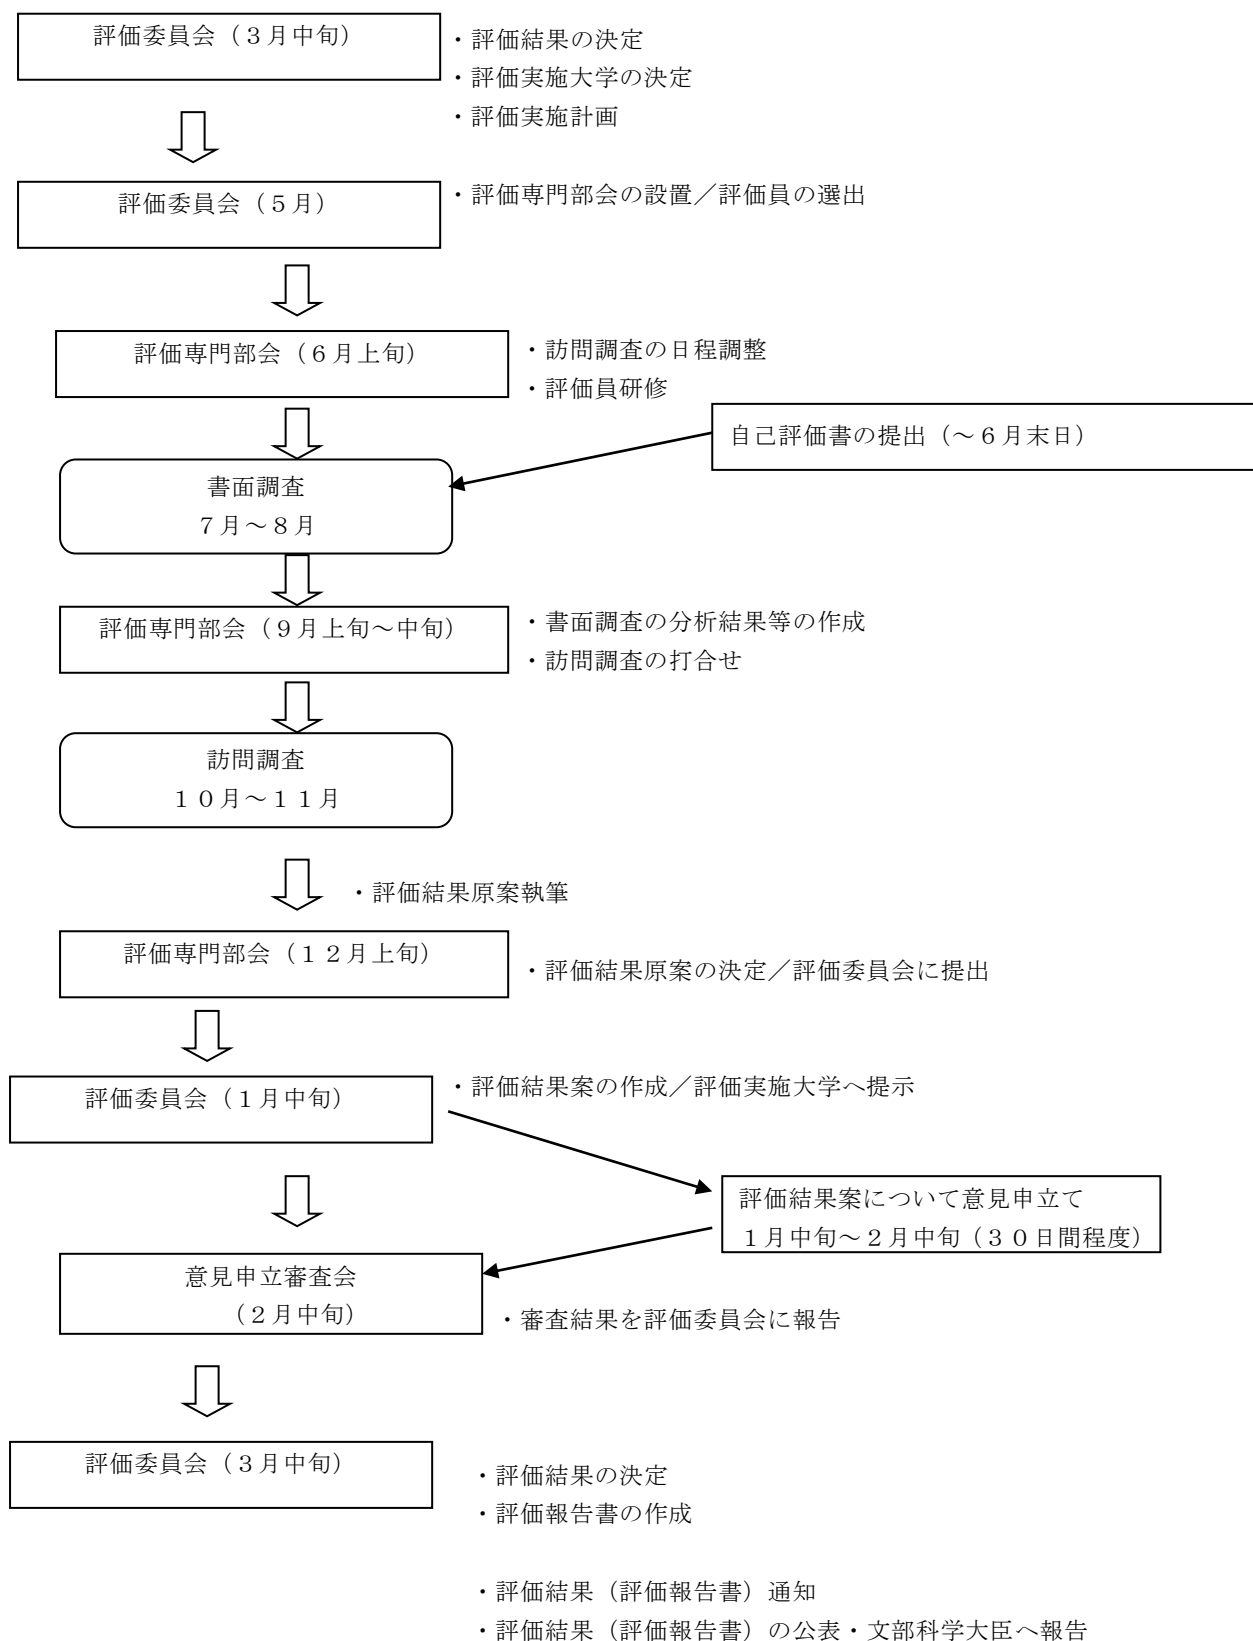 評価委員会（３月中旬）
・評価結果の決定
・評価実施大学の決定
・評価実施計画
評価委員会（５月）
・評価専門部会の設置／評価員の選出
評価専門部会（６月上旬）
・訪問調査の日程調整
・評価員研修
自己評価書の提出（～６月末日）
書面調査
７月～８月
評価専門部会（９月上旬～中旬）
・書面調査の分析結果等の作成
・訪問調査の打合せ
訪問調査
１０月～１１月
・評価結果原案執筆
評価専門部会（１２月上旬）
・評価結果原案の決定／評価委員会に提出
評価委員会（１月中旬）
・評価結果案の作成／評価実施大学へ提示
評価結果案について意見申立て
１月中旬～２月中旬（３０日間程度）
意見申立審査会
（２月中旬）
・審査結果を評価委員会に報告
評価委員会（３月中旬）
・評価結果の決定
・評価報告書の作成
・評価結果（評価報告書）通知
・評価結果（評価報告書）の公表・文部科学大臣へ報告